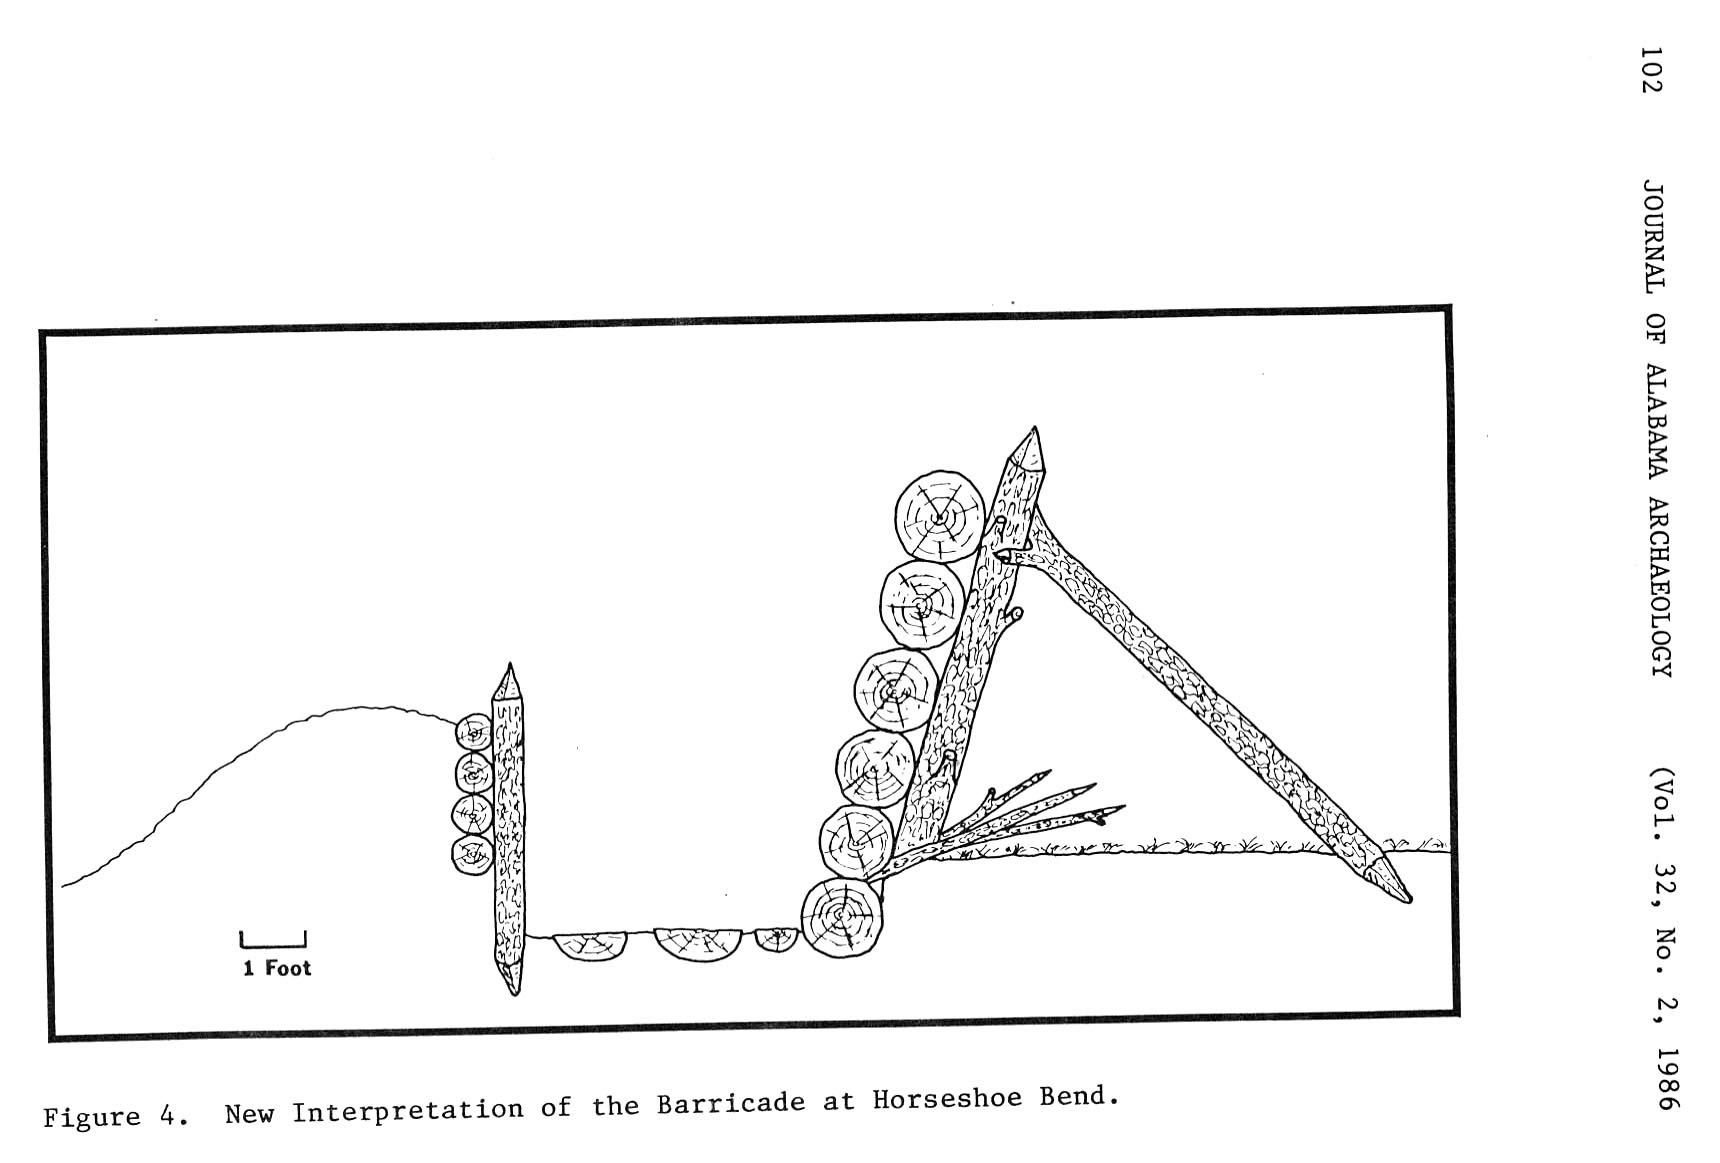 102 JOURNAL OF ALABAMA ARCHAEOLOGY (Vol. 32, No. 2, 1986
1 Foot
Figure 4. New Interpretation of the Barricade at Horseshoe Bend.